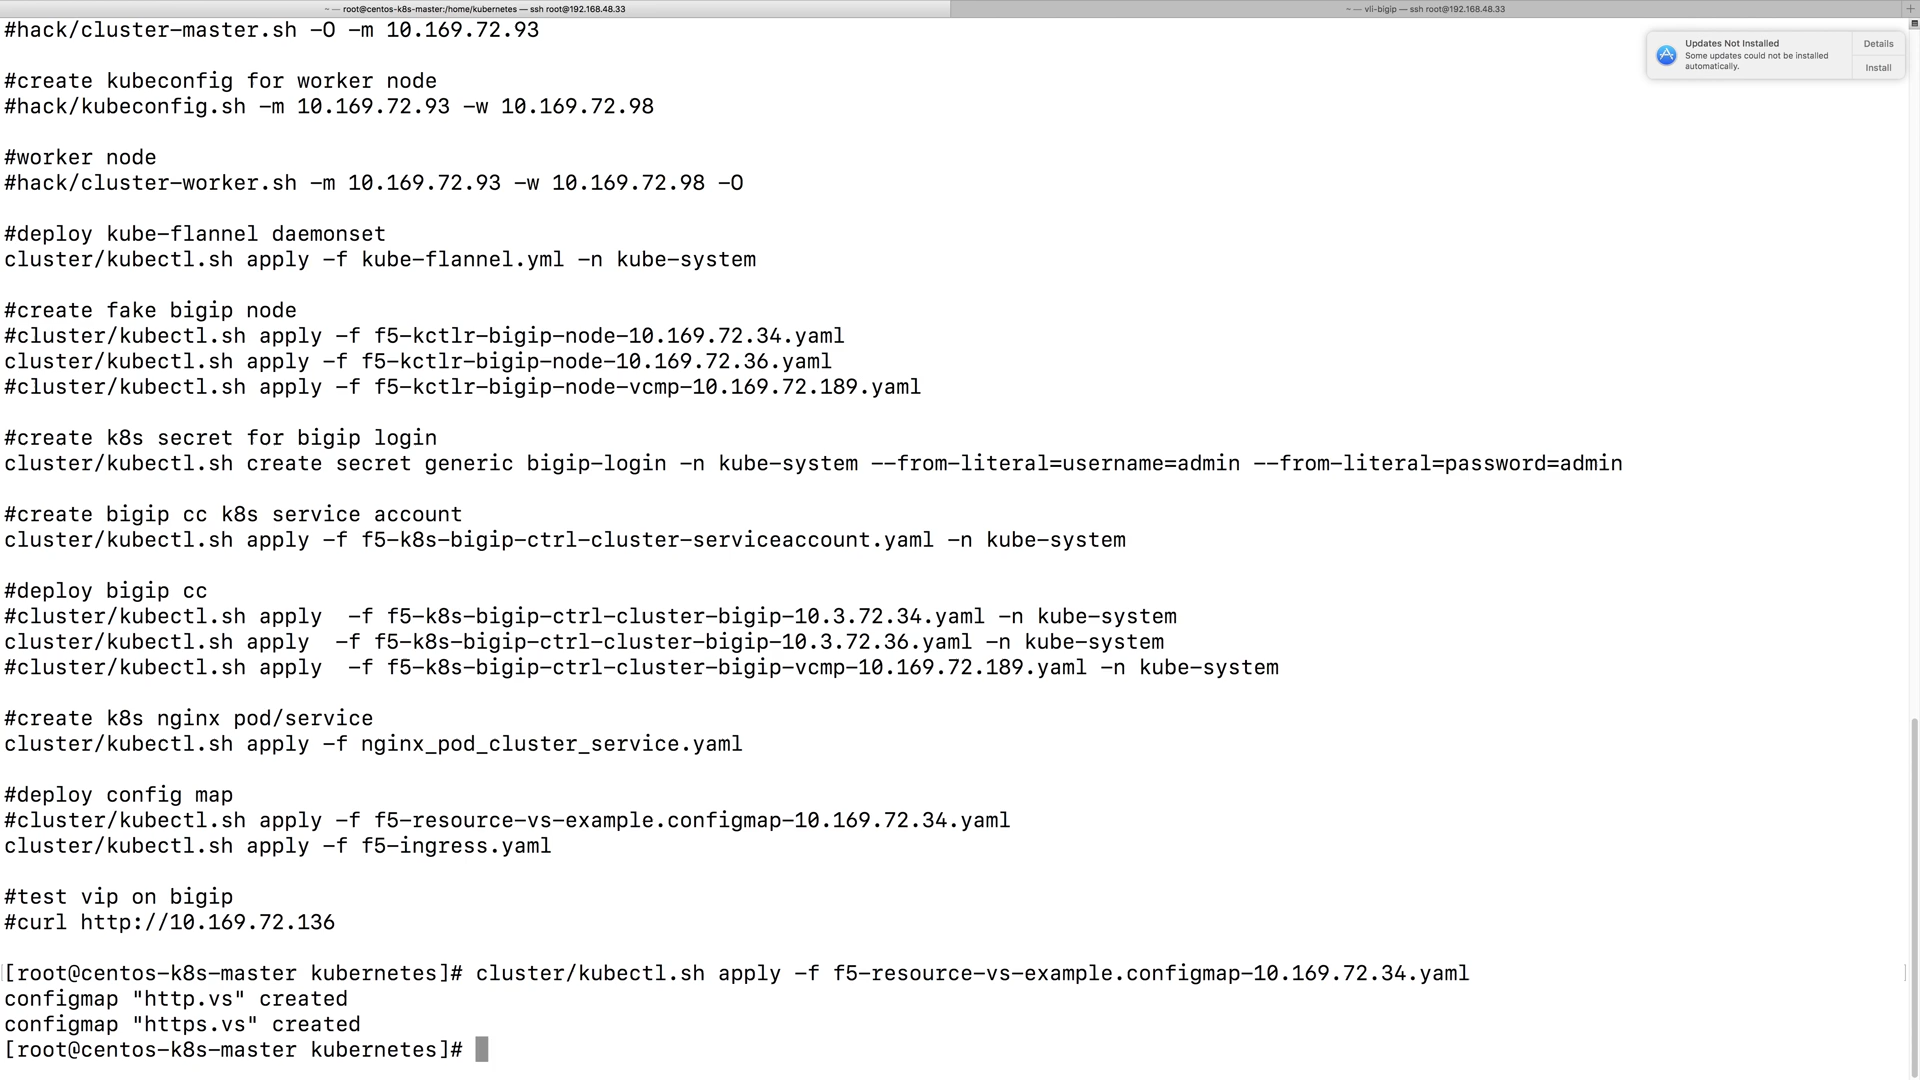 ~ — root@centos-k8s-master:/home/kubernetes — ssh root@192.168.48.33
~ — vli-bigip — ssh root@192.168.48.33
+
#hack/cluster-master.sh -O -m 10.169.72.93
Updates Not Installed
Some updates could not be installed
automatically.
Details
Install
#create kubeconfig for worker node
#hack/kubeconfig.sh -m 10.169.72.93 -w 10.169.72.98
#worker node
#hack/cluster-worker.sh -m 10.169.72.93 -w 10.169.72.98 -O
#deploy kube-flannel daemonset
cluster/kubectl.sh apply -f kube-flannel.yml -n kube-system
#create fake bigip node
#cluster/kubectl.sh apply -f f5-kctlr-bigip-node-10.169.72.34.yaml
cluster/kubectl.sh apply -f f5-kctlr-bigip-node-10.169.72.36.yaml
#cluster/kubectl.sh apply -f f5-kctlr-bigip-node-vcmp-10.169.72.189.yaml
#create k8s secret for bigip login
cluster/kubectl.sh create secret generic bigip-login -n kube-system --from-literal=username=admin --from-literal=password=admin
#create bigip cc k8s service account
cluster/kubectl.sh apply -f f5-k8s-bigip-ctrl-cluster-serviceaccount.yaml -n kube-system
#deploy bigip cc
#cluster/kubectl.sh apply  -f f5-k8s-bigip-ctrl-cluster-bigip-10.3.72.34.yaml -n kube-system
cluster/kubectl.sh apply  -f f5-k8s-bigip-ctrl-cluster-bigip-10.3.72.36.yaml -n kube-system
#cluster/kubectl.sh apply  -f f5-k8s-bigip-ctrl-cluster-bigip-vcmp-10.169.72.189.yaml -n kube-system
#create k8s nginx pod/service
cluster/kubectl.sh apply -f nginx_pod_cluster_service.yaml
#deploy config map
#cluster/kubectl.sh apply -f f5-resource-vs-example.configmap-10.169.72.34.yaml
cluster/kubectl.sh apply -f f5-ingress.yaml
#test vip on bigip
#curl http://10.169.72.136
[root@centos-k8s-master kubernetes]# cluster/kubectl.sh apply -f f5-resource-vs-example.configmap-10.169.72.34.yaml
configmap "http.vs" created
configmap "https.vs" created
[root@centos-k8s-master kubernetes]#